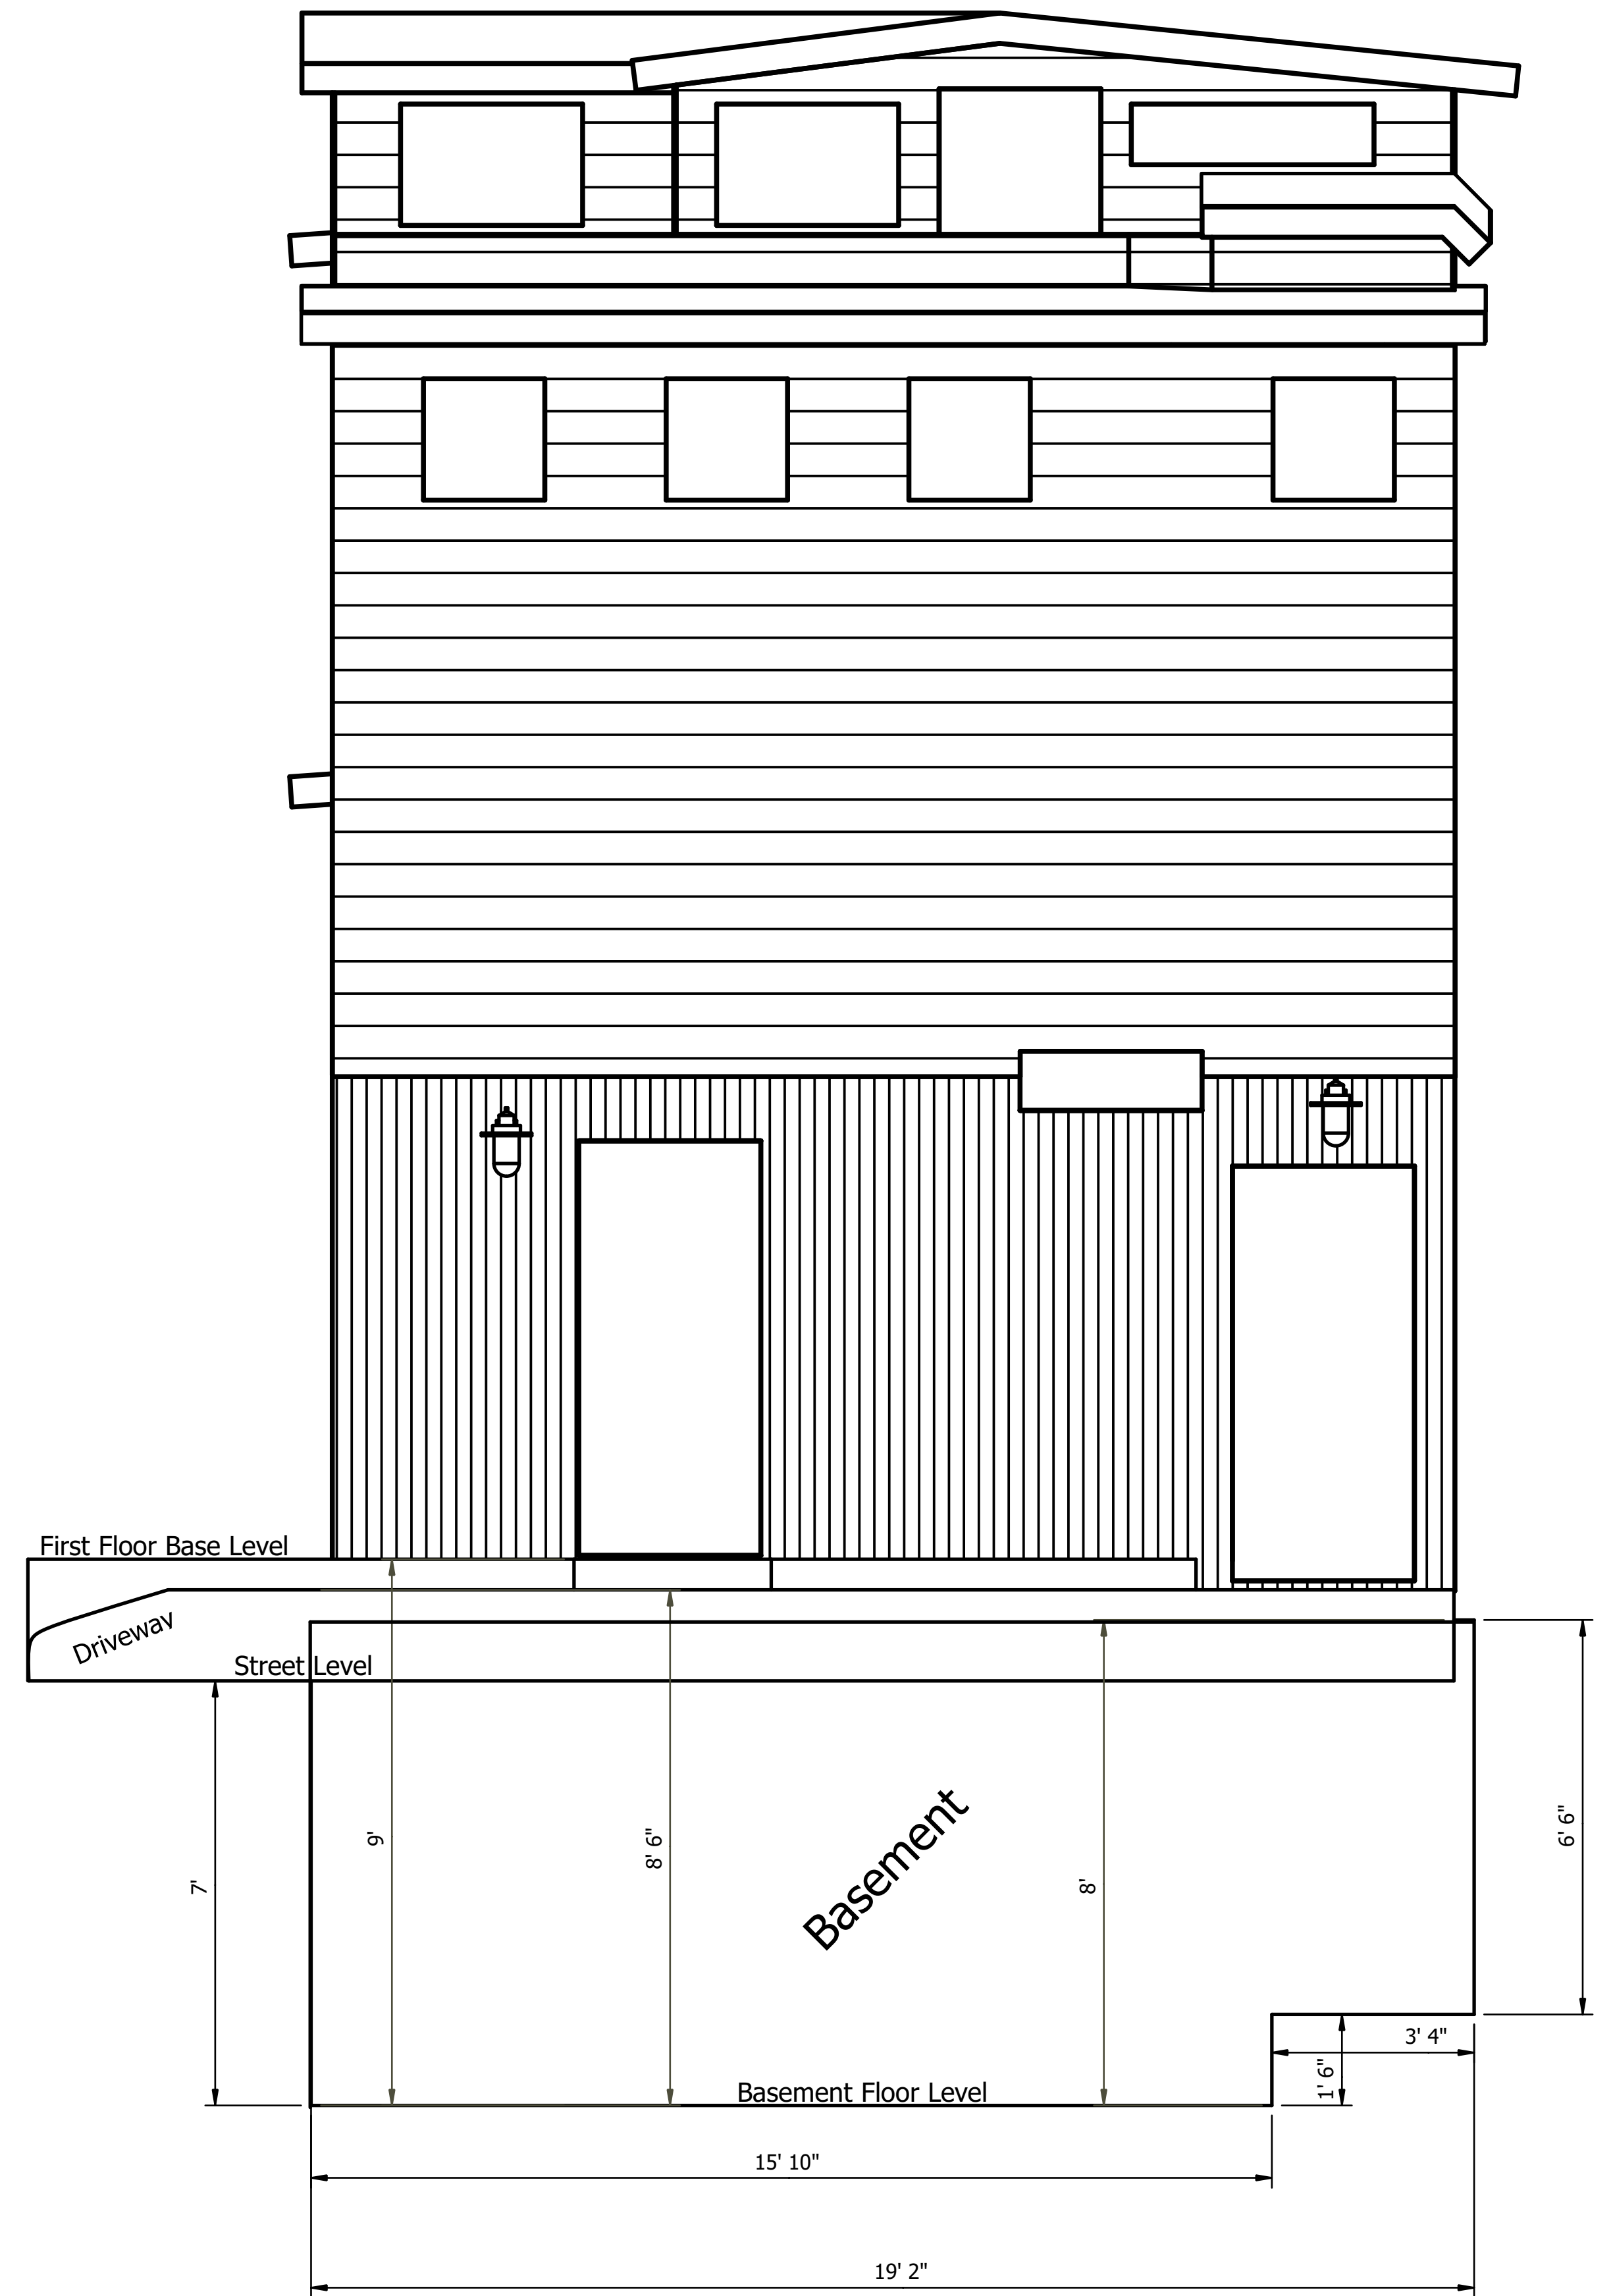 First Floor Base Level
Driveway
Street Level
9'
8' 6"
8'
7'
6' 6"
Basement
3' 4"
1' 6"
Basement Floor Level
15' 10"
19' 2"